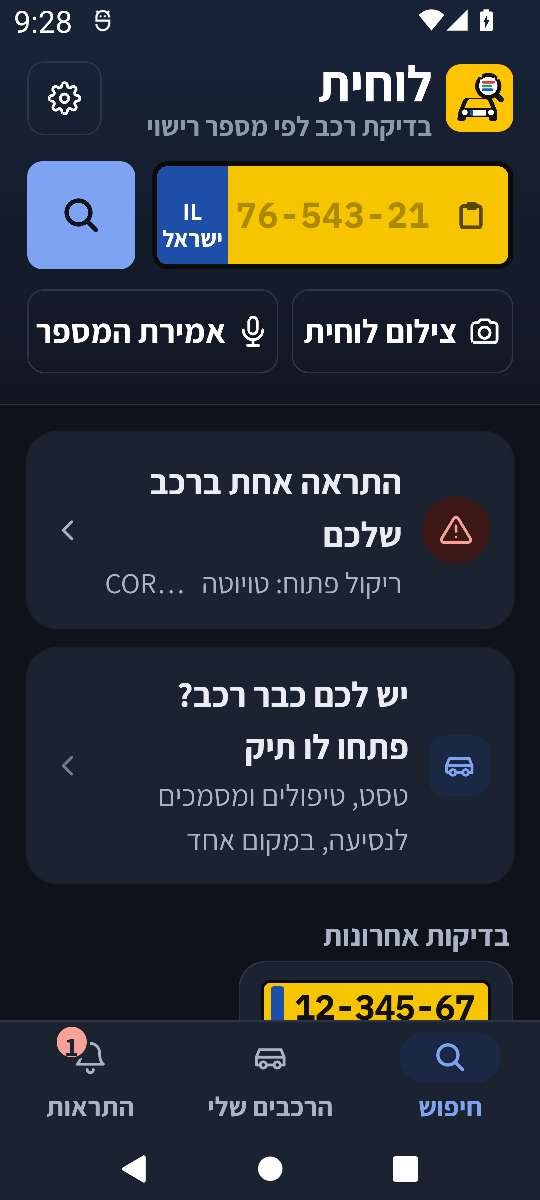 9:28
לוחית
בדיקת רכב לפי מספר רישוי
IL
ישראל
76-543-21
צילום לוחית
אמירת המספר
התראה אחת ברכב
שלכם
ריקול פתוח: טויוטה COR...
יש לכם כבר רכב?
פתחו לו תיק
טסט, טיפולים ומסמכים
לנסיעה, במקום אחד
בדיקות אחרונות
12-345-67
חיפוש
הרכבים שלי
1
התראות